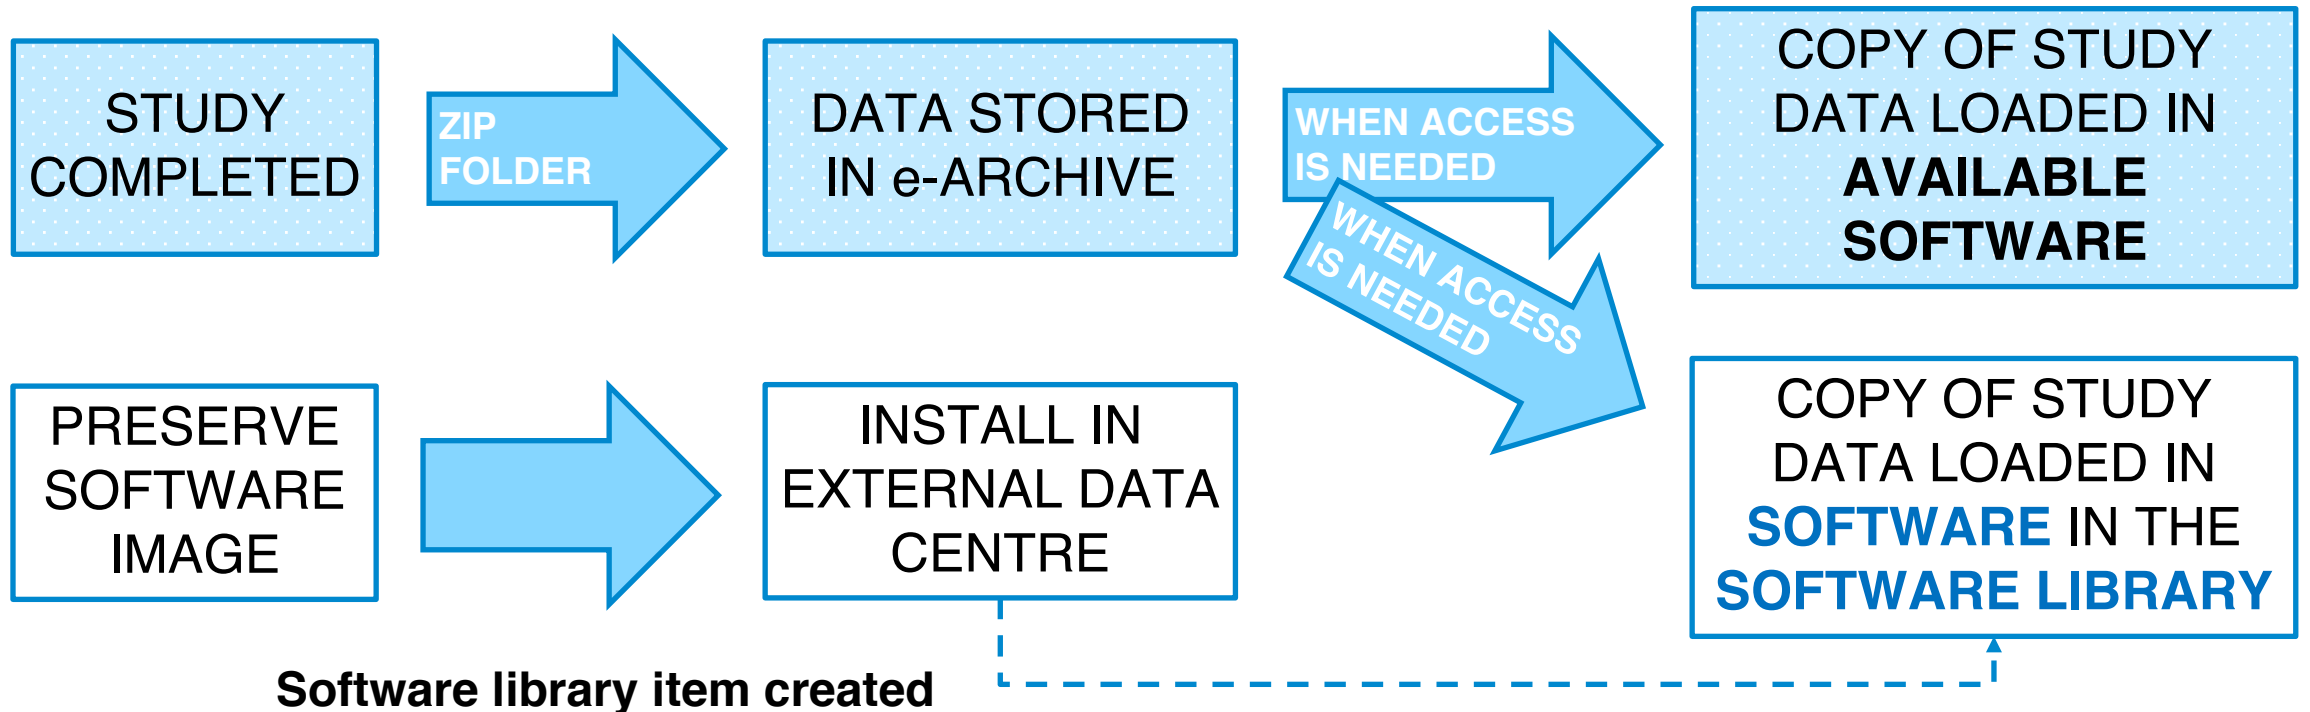 STUDY
COMPLETED
ZIP
FOLDER
DATA STORED
IN e-ARCHIVE
WHEN ACCESS
IS NEEDED
COPY OF STUDY
DATA LOADED IN
AVAILABLE
SOFTWARE
WHEN ACCESS
IS NEEDED
PRESERVE
SOFTWARE
IMAGE
INSTALL IN
EXTERNAL DATA
CENTRE
COPY OF STUDY
DATA LOADED IN
SOFTWARE IN THE
SOFTWARE LIBRARY
Software library item created